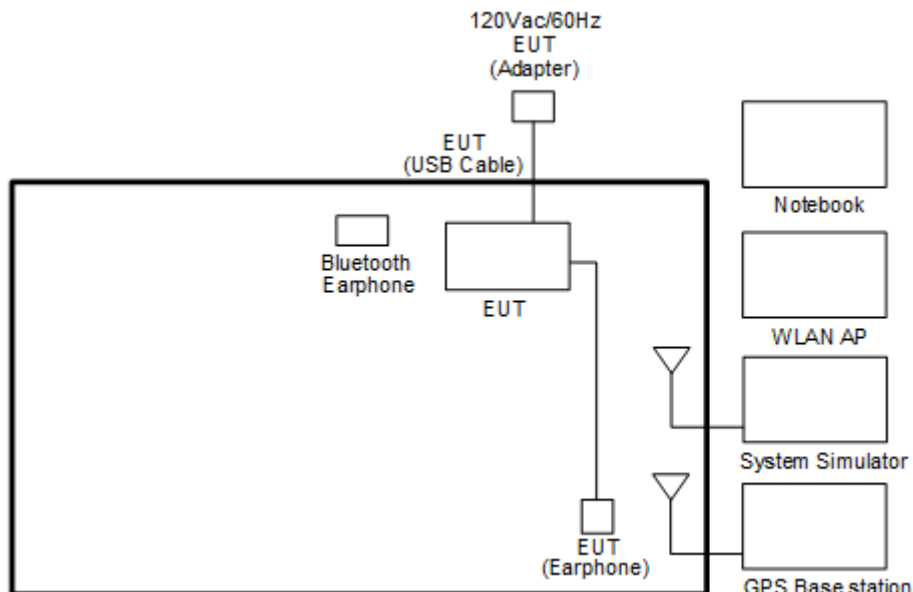 120Vac/60Hz
EUT
(Adapter)
EUT
(USB Cable)
Notebook
Bluetooth
Earphone
EUT
WLAN AP
System Simulator
EUT
(Earphone)
GPS Base station